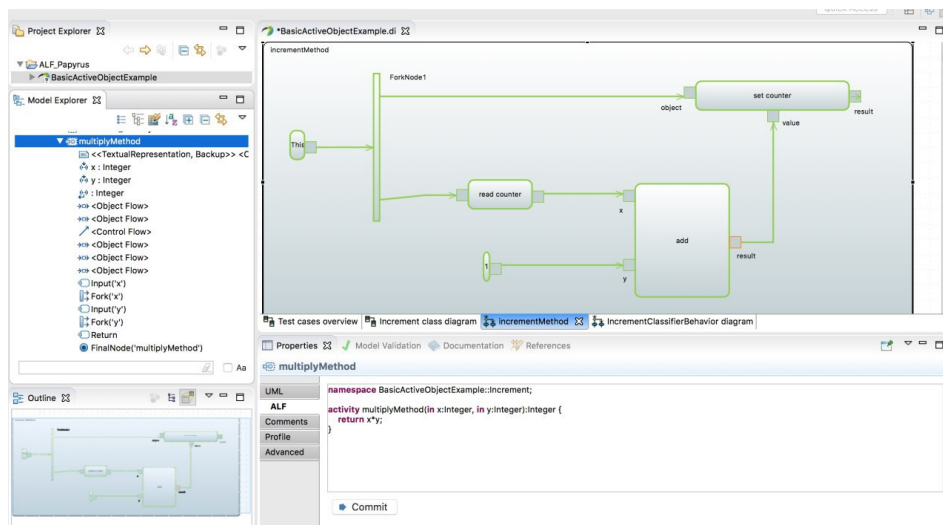 Quick Access
Project Explorer
ALF_Papyrus
BasicActiveObjectExample
Model Explorer
multiplyMethod
<<TextualRepresentation, Backup>> <C
x : Integer
y : Integer
: Integer
<Object Flow>
<Object Flow>
<Control Flow>
<Object Flow>
<Object Flow>
<Object Flow>
Input('x')
Fork('x')
Input('y')
Fork('y')
Return
FinalNode('multiplyMethod')
Aa
Outline
*BasicActiveObjectExample.di
incrementMethod
ForkNode1
set counter
object
result
value
This
read counter
x
add
result
1
y
Test cases overview
Increment class diagram
incrementMethod
IncrementClassifierBehavior diagram
Properties
Model Validation
Documentation
References
multiplyMethod
UML
ALF
Comments
Profile
Advanced
namespace BasicActiveObjectExample::Increment;
activity multiplyMethod(in x:Integer, in y:Integer):Integer {
return x*y;
}
Commit